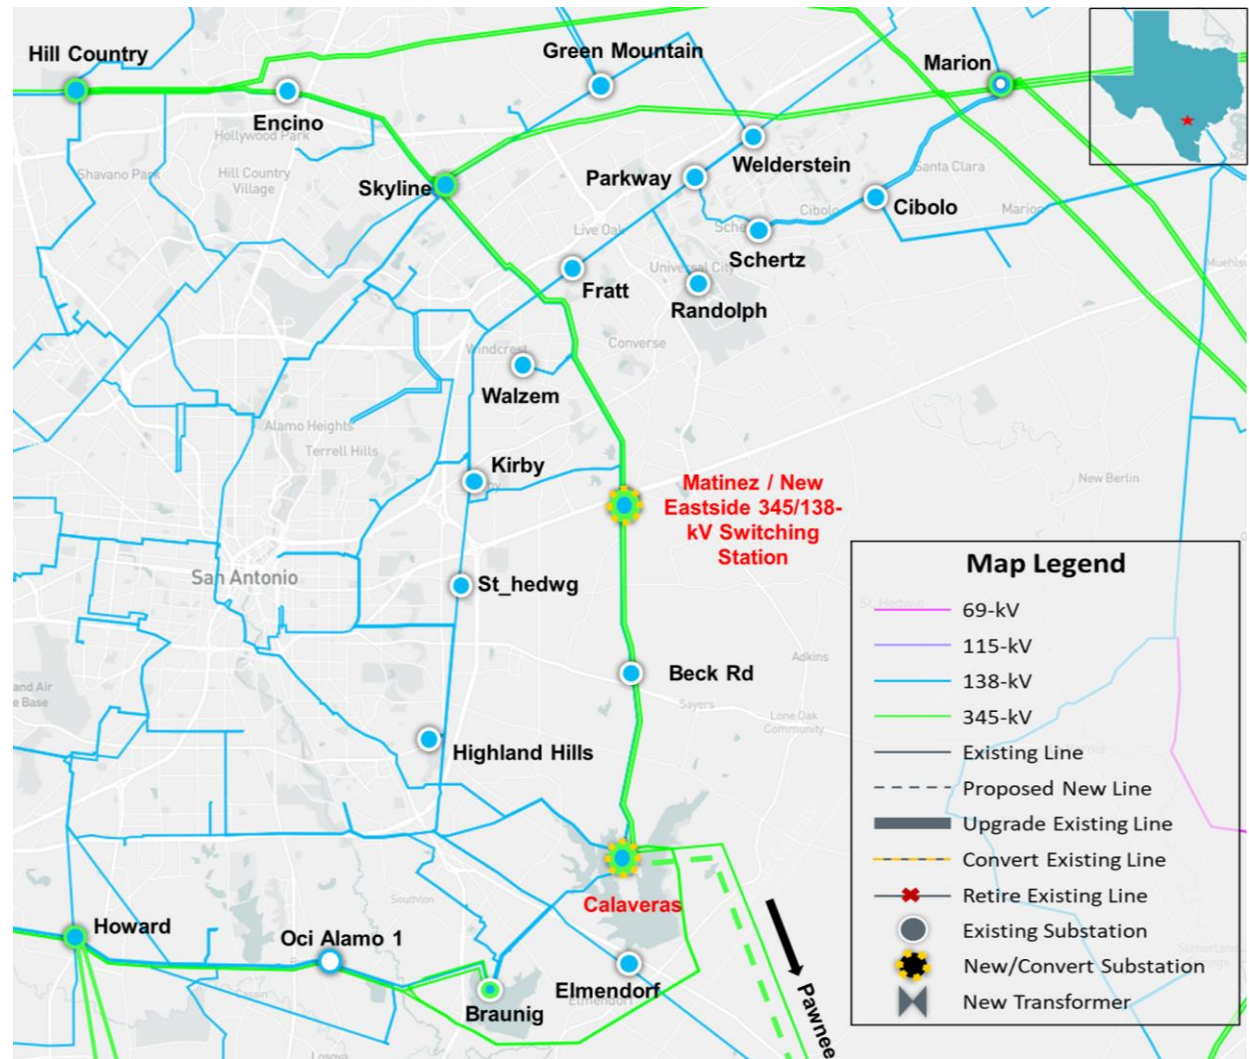 Hill Country
Green Mountain
Marion
Encino
Hollywood Park
Shavano Park
Hill Country
Village
Skyline
Welderstein
Parkway
Santa Clara
Cibolo
Cibolo
Marion
Schertz
Live Oak
Universal City
Fratt
Randolph
Windcrest
Converse
Walzem
Alamo Heights
Terrell Hills
Kirby
Matinez / New
Eastside 345/138-
kV Switching
Station
New Berlin
San Antonio
St_hedwg
St. Hedwig
Beck Rd
Adkins
Sayers
Lone Oak
Community
Highland Hills
Calaveras
Southton
Howard
Oci Alamo 1
Braunig
Elmendorf
Elmendorf
Pawnee
Map Legend
69-kV
115-kV
138-kV
345-kV
Existing Line
Proposed New Line
Upgrade Existing Line
Convert Existing Line
Retire Existing Line
Existing Substation
New/Convert Substation
New Transformer
Sutherland
Springs